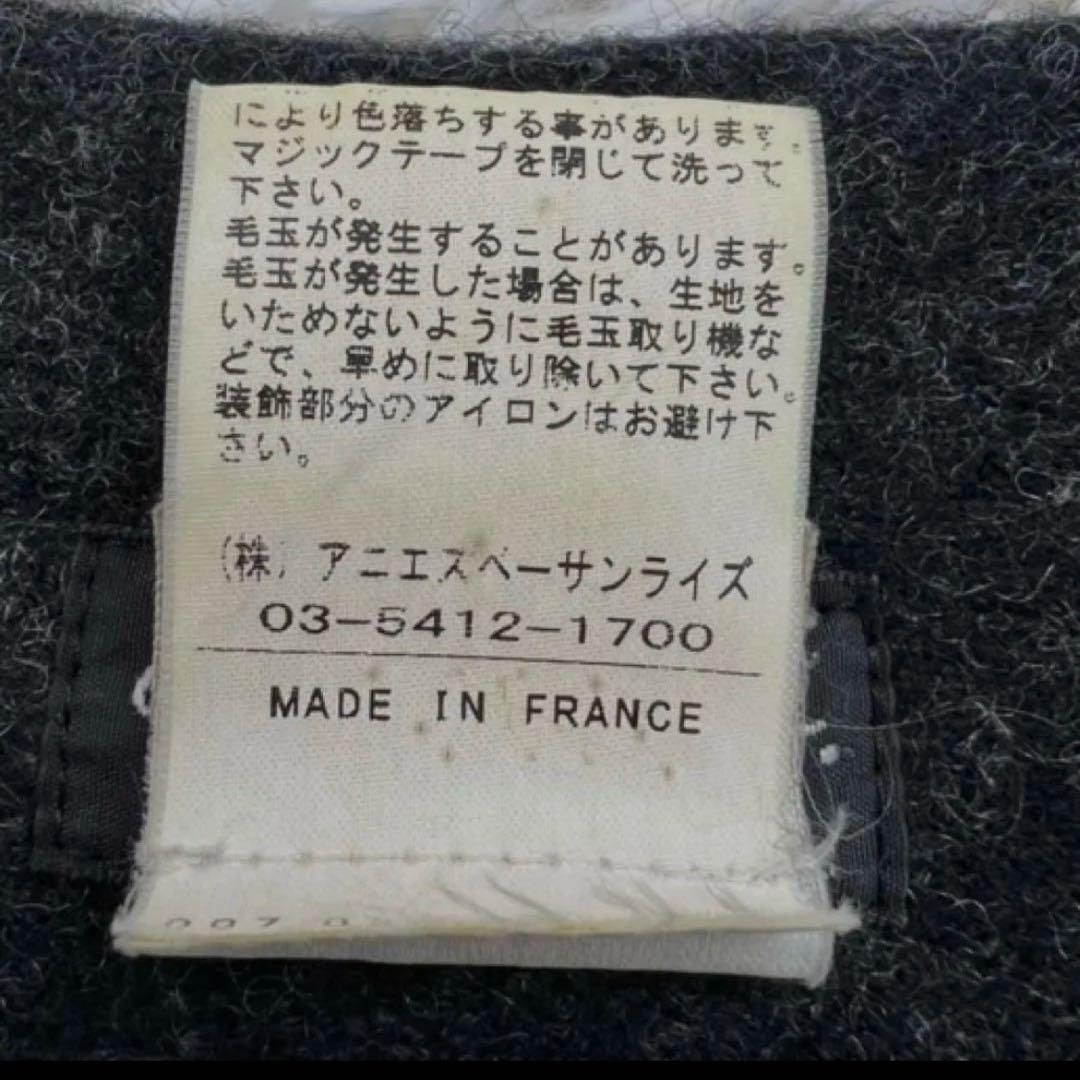 により色落ちする事があります。
マジックテープを閉じて洗って
下さい。
毛玉が発生することがあります。
毛玉が発生した場合は、生地を
いためないように毛玉取り機な
どで、早めに取り除いて下さい。
装飾部分のアイロンはお避け下
さい。
(株)アニエスベーサンライズ
03-5412-1700
MADE IN FRANCE